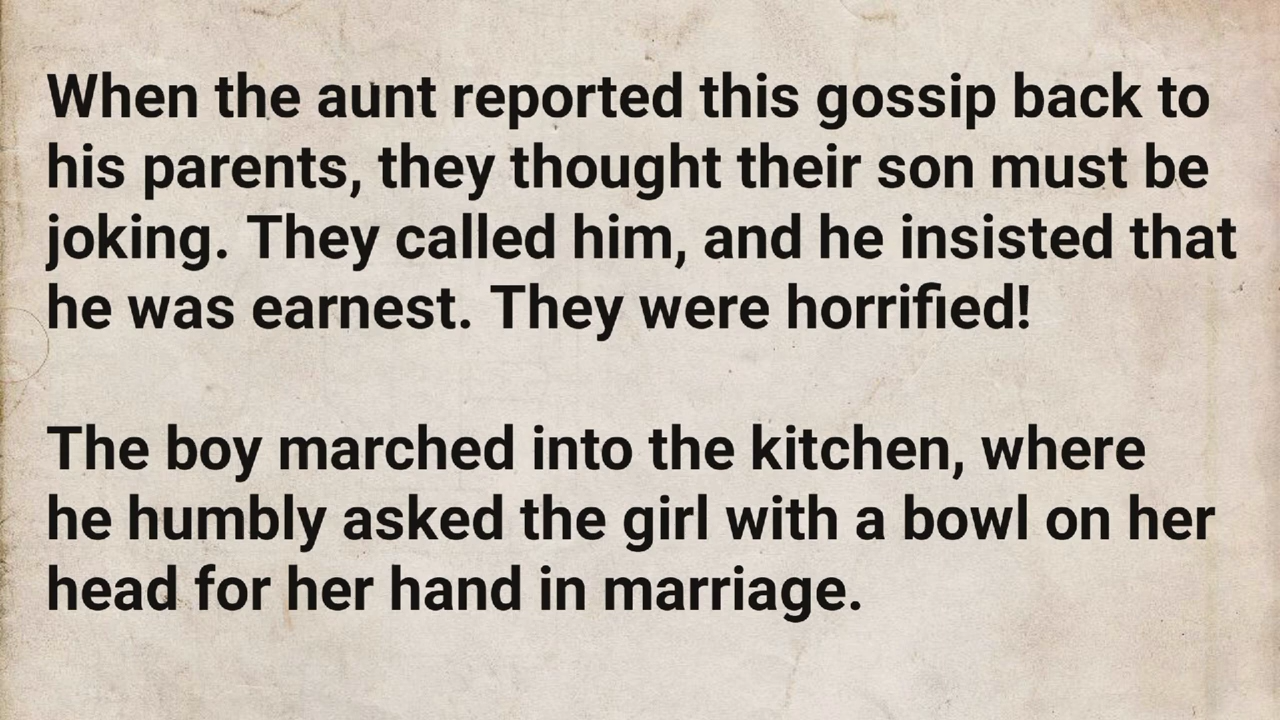 When the aunt reported this gossip back to
his parents, they thought their son must be
joking. They called him, and he insisted that
he was earnest. They were horrified!
The boy marched into the kitchen, where
he humbly asked the girl with a bowl on her
head for her hand in marriage.